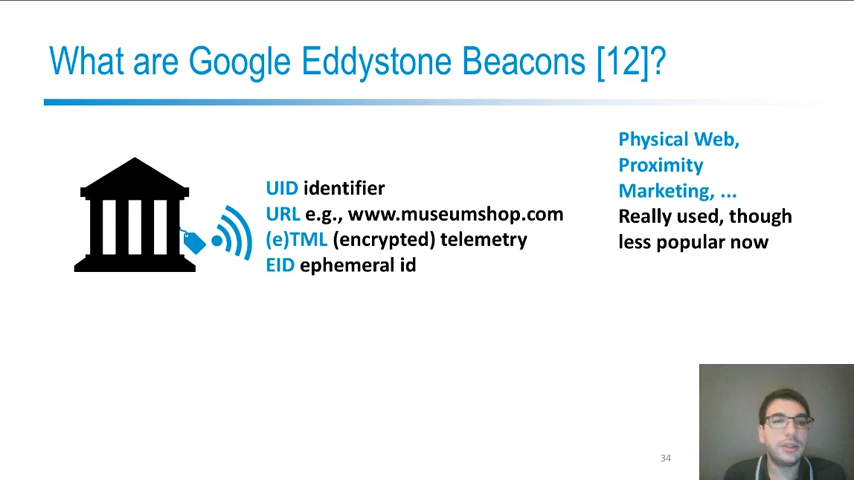 What are Google Eddystone Beacons [12]?
UID identifier
URL e.g., www.museumshop.com
(e)TML (encrypted) telemetry
EID ephemeral id
Physical Web,
Proximity
Marketing, ...
Really used, though
less popular now
34